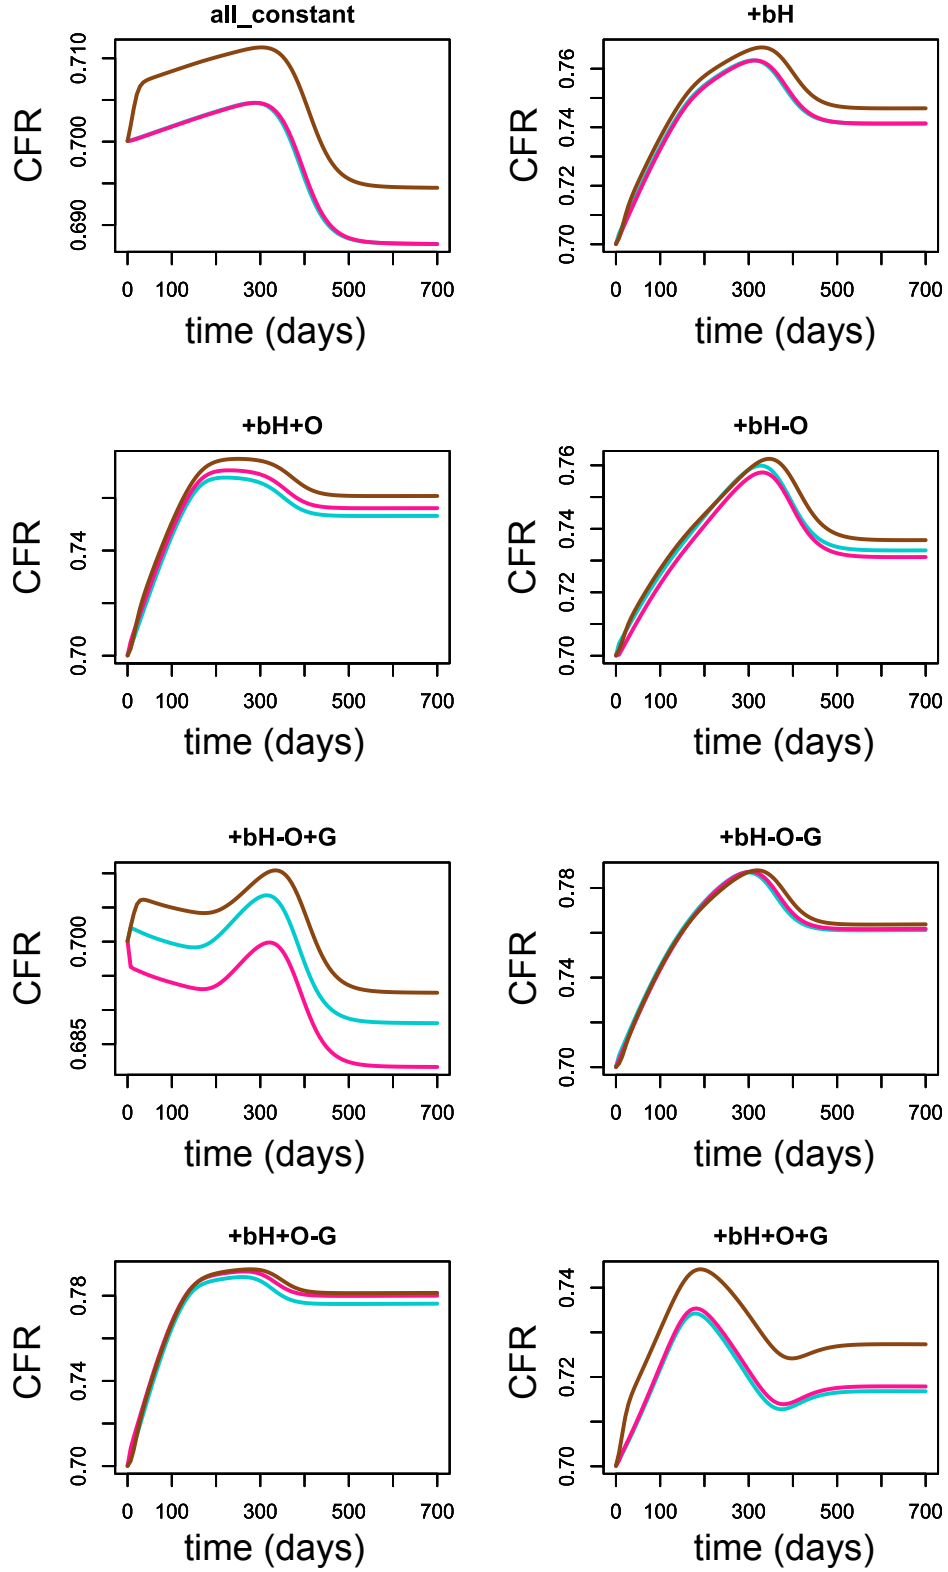 all_constant
CFR
0.690 0.700 0.710
0 100 300 500 700
time (days)
+bH
CFR
0.70 0.72 0.74 0.76
0 100 300 500 700
time (days)
+bH+O
CFR
0.70 0.74
0 100 300 500 700
time (days)
+bH-O
CFR
0.70 0.72 0.74 0.76
0 100 300 500 700
time (days)
+bH-O+G
CFR
0.685 0.700
0 100 300 500 700
time (days)
+bH-O-G
CFR
0.70 0.74 0.78
0 100 300 500 700
time (days)
+bH+O-G
CFR
0.70 0.74 0.78
0 100 300 500 700
time (days)
+bH+O+G
CFR
0.70 0.72 0.74
0 100 300 500 700
time (days)